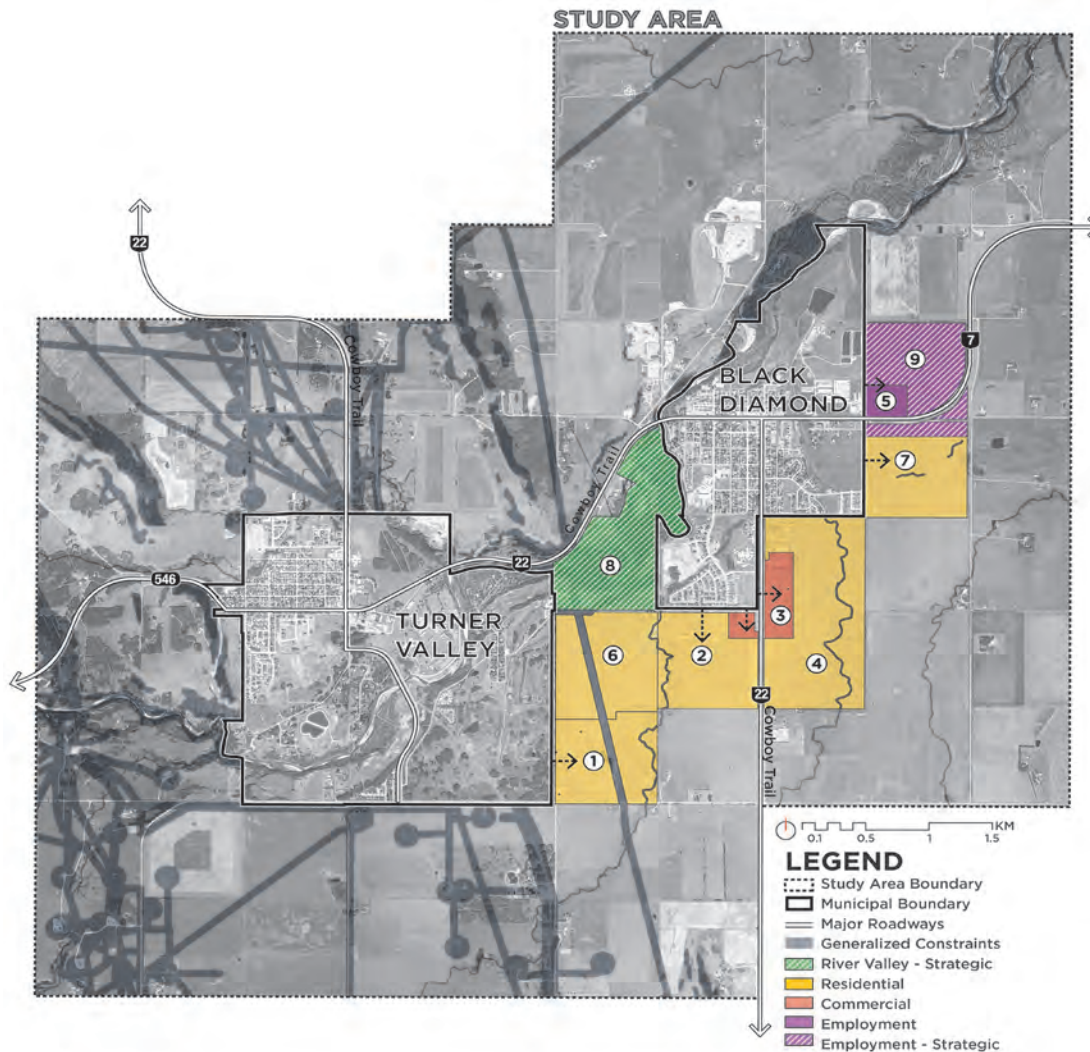 STUDY AREA
22
Cowboy Trail
7
9
BLACK
DIAMOND
5
Cowboy Trail
7
22
8
546
TURNER
VALLEY
3
6
2
4
22
Cowboy Trail
1
0.1 0.5 1 1.5KM
LEGEND
Study Area Boundary
Municipal Boundary
Major Roadways
Generalized Constraints
River Valley - Strategic
Residential
Commercial
Employment
Employment - Strategic